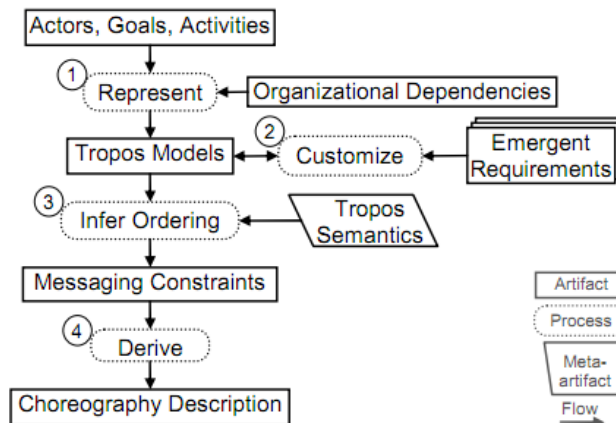 Actors, Goals, Activities
1
Represent
Organizational Dependencies
2
Tropos Models
Customize
Emergent
Requirements
3
Infer Ordering
Tropos
Semantics
Messaging Constraints
4
Derive
Choreography Description
Artifact
Process
Meta-
artifact
Flow